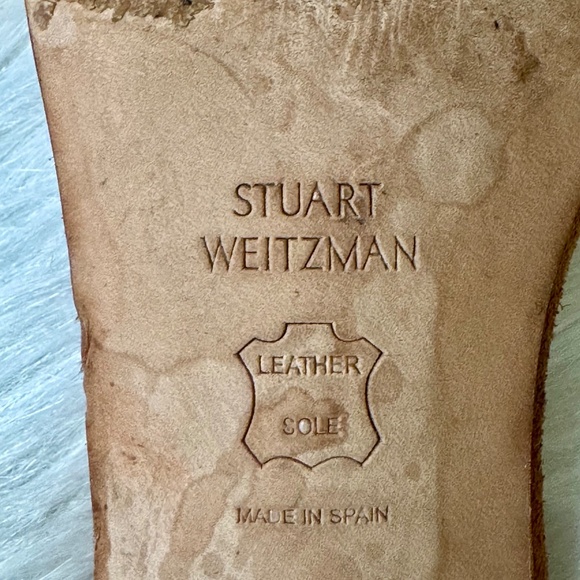 STUART
WEITZMAN
LEATHER
SOLE
MADE IN SPAIN